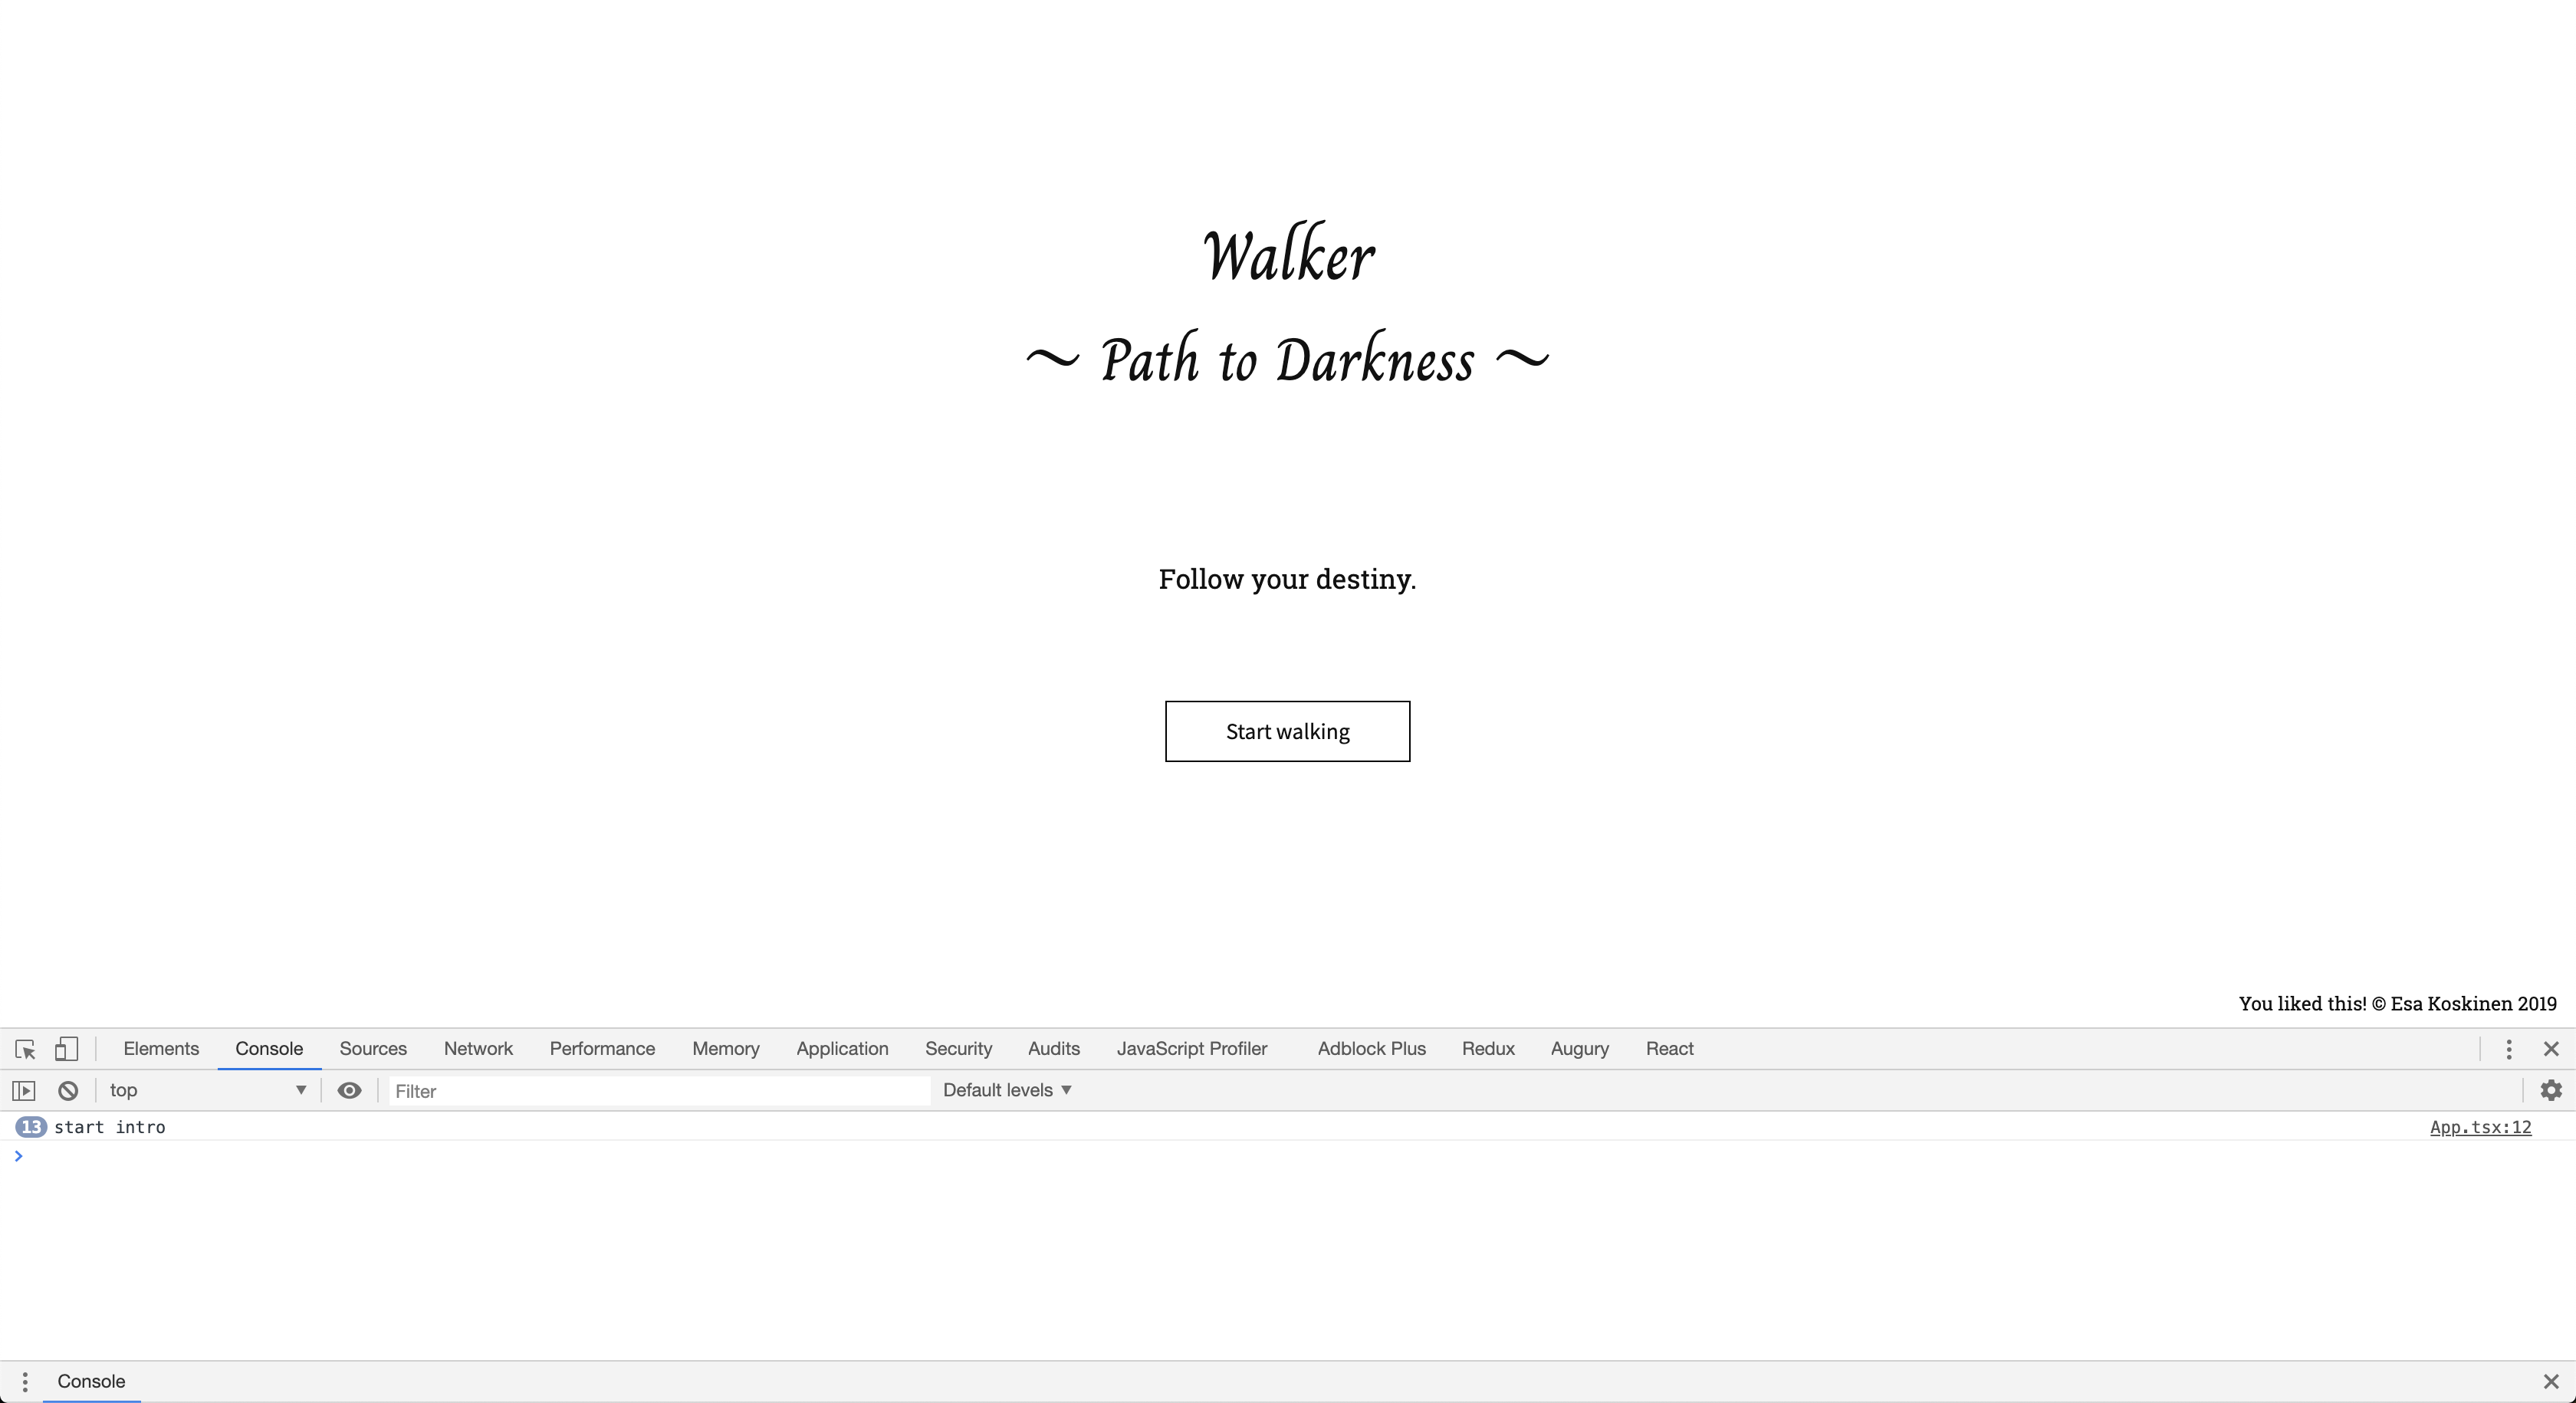 Walker
~ Path to Darkness ~
Follow your destiny.
Start walking
You liked this! © Esa Koskinen 2019
Elements Console Sources Network Performance Memory Application Security Audits JavaScript Profiler Adblock Plus Redux Augury React
top Filter Default levels
13 start intro App.tsx:12
Console